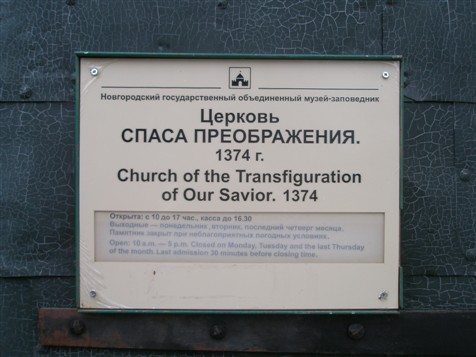 Новгородский государственный объединенный музей-заповедник
Церковь
СПАСА ПРЕОБРАЖЕНИЯ.
1374 г.
Church of the Transfiguration
of Our Savior. 1374
Открыта: с 10 до 17 час., касса до 16.30
Выходные — понедельник, вторник, последний четверг месяца.
Памятник закрыт при неблагоприятных погодных условиях.
Open: 10 a.m. — 5 p.m. Closed on Monday, Tuesday and the last Thursday
of the month. Last admission 30 minutes before closing time.